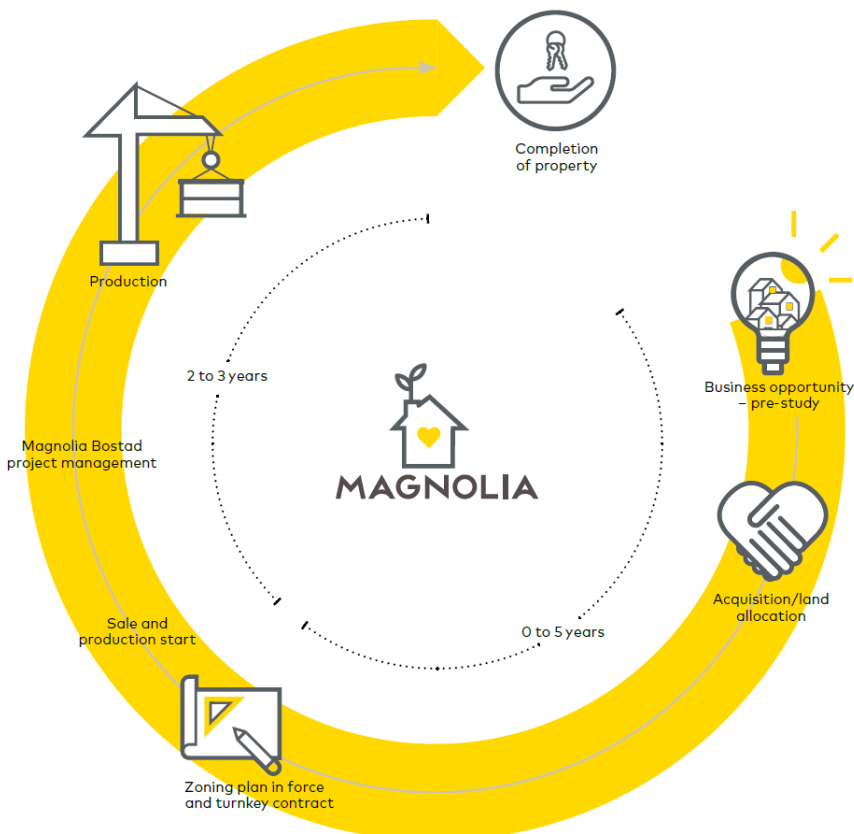 Completion
of property
Production
Business opportunity
– pre-study
2 to 3 years
MAGNOLIA
Magnolia Bostad
project management
Acquisition/land
allocation
Sale and
production start
0 to 5 years
Zoning plan in force
and turnkey contract